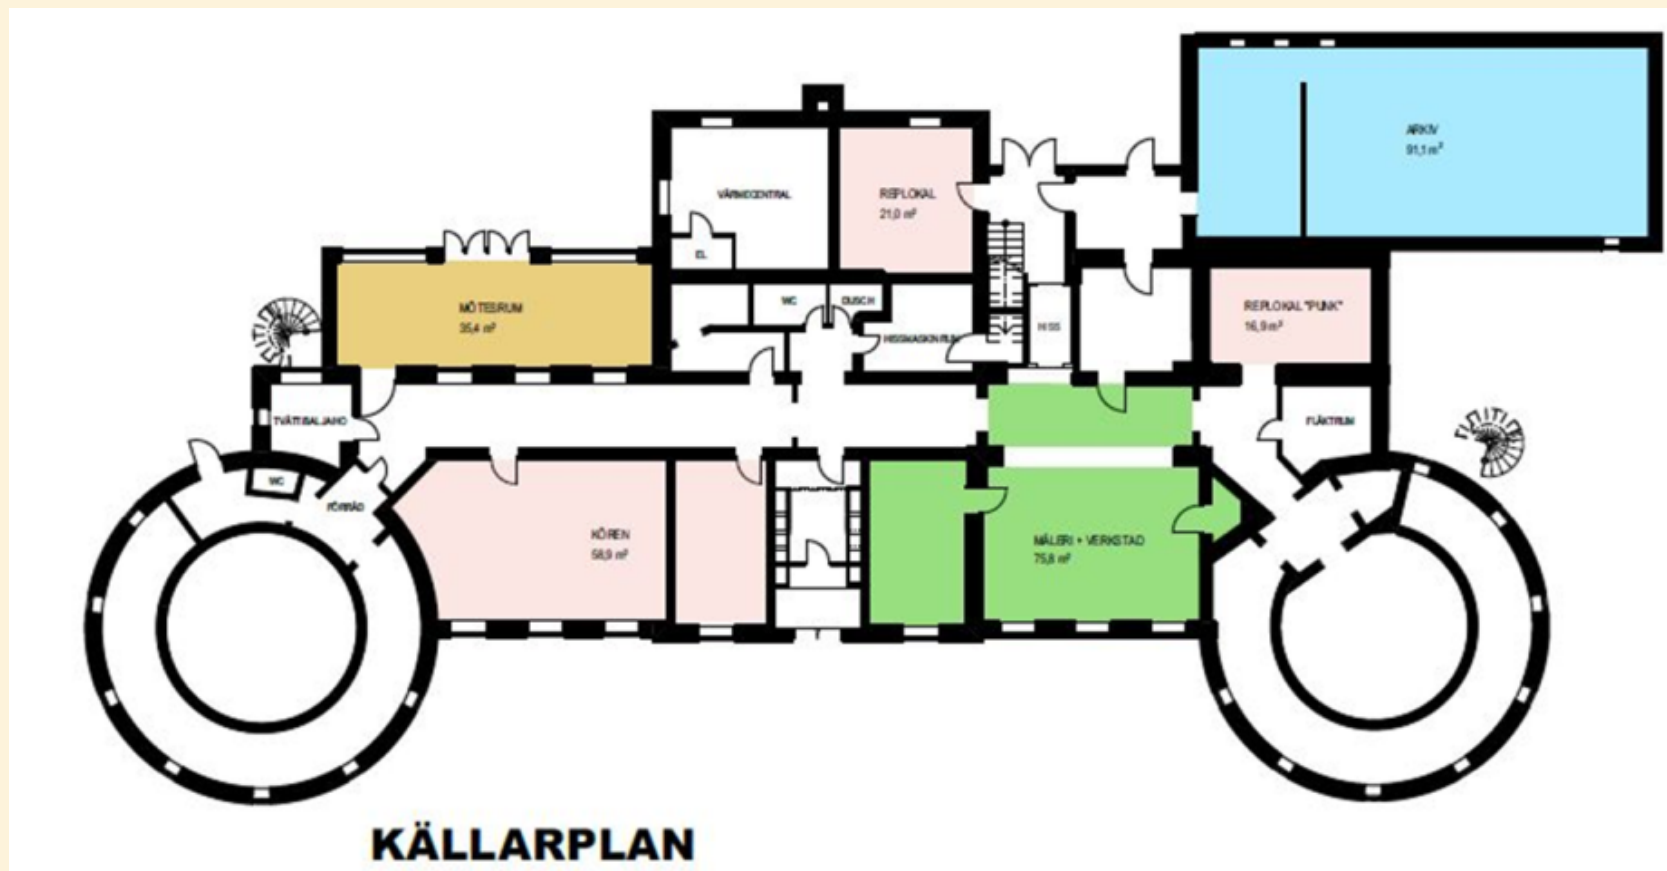 ARKIV
91,1 m²
VÄRMECENTRAL
REPLOKAL
21,0 m²
EL
MÖTESRUM
35,4 m²
WC
DUSCH
HISSMASKINRUM
HISS
REPLOKAL "PUNK"
16,9 m²
FLÄKTRUM
WC
FÖRRÅD
KÖREN
58,9 m²
MÅLERI + VERKSTAD
75,8 m²
KÄLLARPLAN